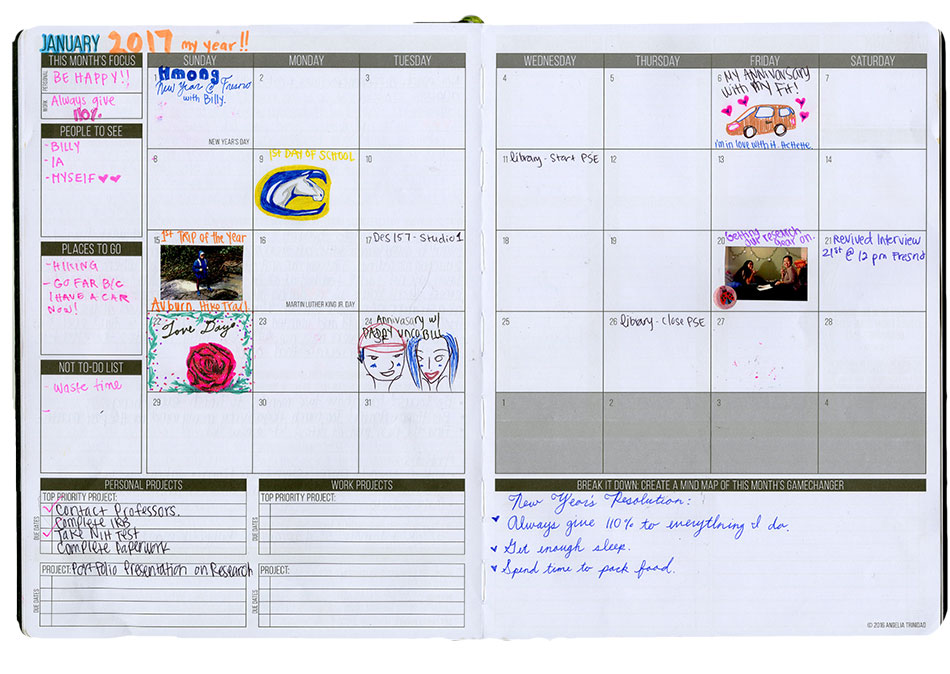 JANUARY 2017 my year!!
THIS MONTH'S FOCUS
PERSONAL
BE HAPPY!!
WORK
Always give
110%
PEOPLE TO SEE
- BILLY
- IA
- MYSELF
PLACES TO GO
- HIKING
- GO FAR B/C
I HAVE A CAR
NOW!
NOT TO-DO LIST
- waste time
-
SUNDAY MONDAY TUESDAY
1 Hmong
New Year @ Fresno
with Billy.
NEW YEAR'S DAY
2
3
8
9 1ST DAY OF SCHOOL
10
15 1st TRIP of the Year
Auburn Hike Trail
16
MARTIN LUTHER KING JR. DAY
17 Des 157 - Studio 1
22
Love Days
23
24 Annivasary w/
29
30
31
WEDNESDAY THURSDAY FRIDAY SATURDAY
4
5
6 MY ANNIVASARY
WITH MY FIT!
i'm in love with it.
7
11 library - Start PSE
12
13
14
18
19
20 Getting
our research
gear on.
21 Revived Interview
21st @ 12 pm Fresno
25
26 library - Close PSE
27
28
1
2
3
4
PERSONAL PROJECTS
TOP PRIORITY PROJECT:
DUE DATES
Contact Professors.
Complete IRB
Take NIH Test
Complete Paperwork
PROJECT: Portfolio Presentation on Research
DUE DATES
WORK PROJECTS
TOP PRIORITY PROJECT:
DUE DATES
PROJECT:
DUE DATES
BREAK IT DOWN: CREATE A MIND MAP OF THIS MONTH'S GAMECHANGER
New Year's Resolution:
Always give 110% to everything I do.
Get enough sleep.
Spend time to pack food.
© 2016 ANGELIA TRINIDAD